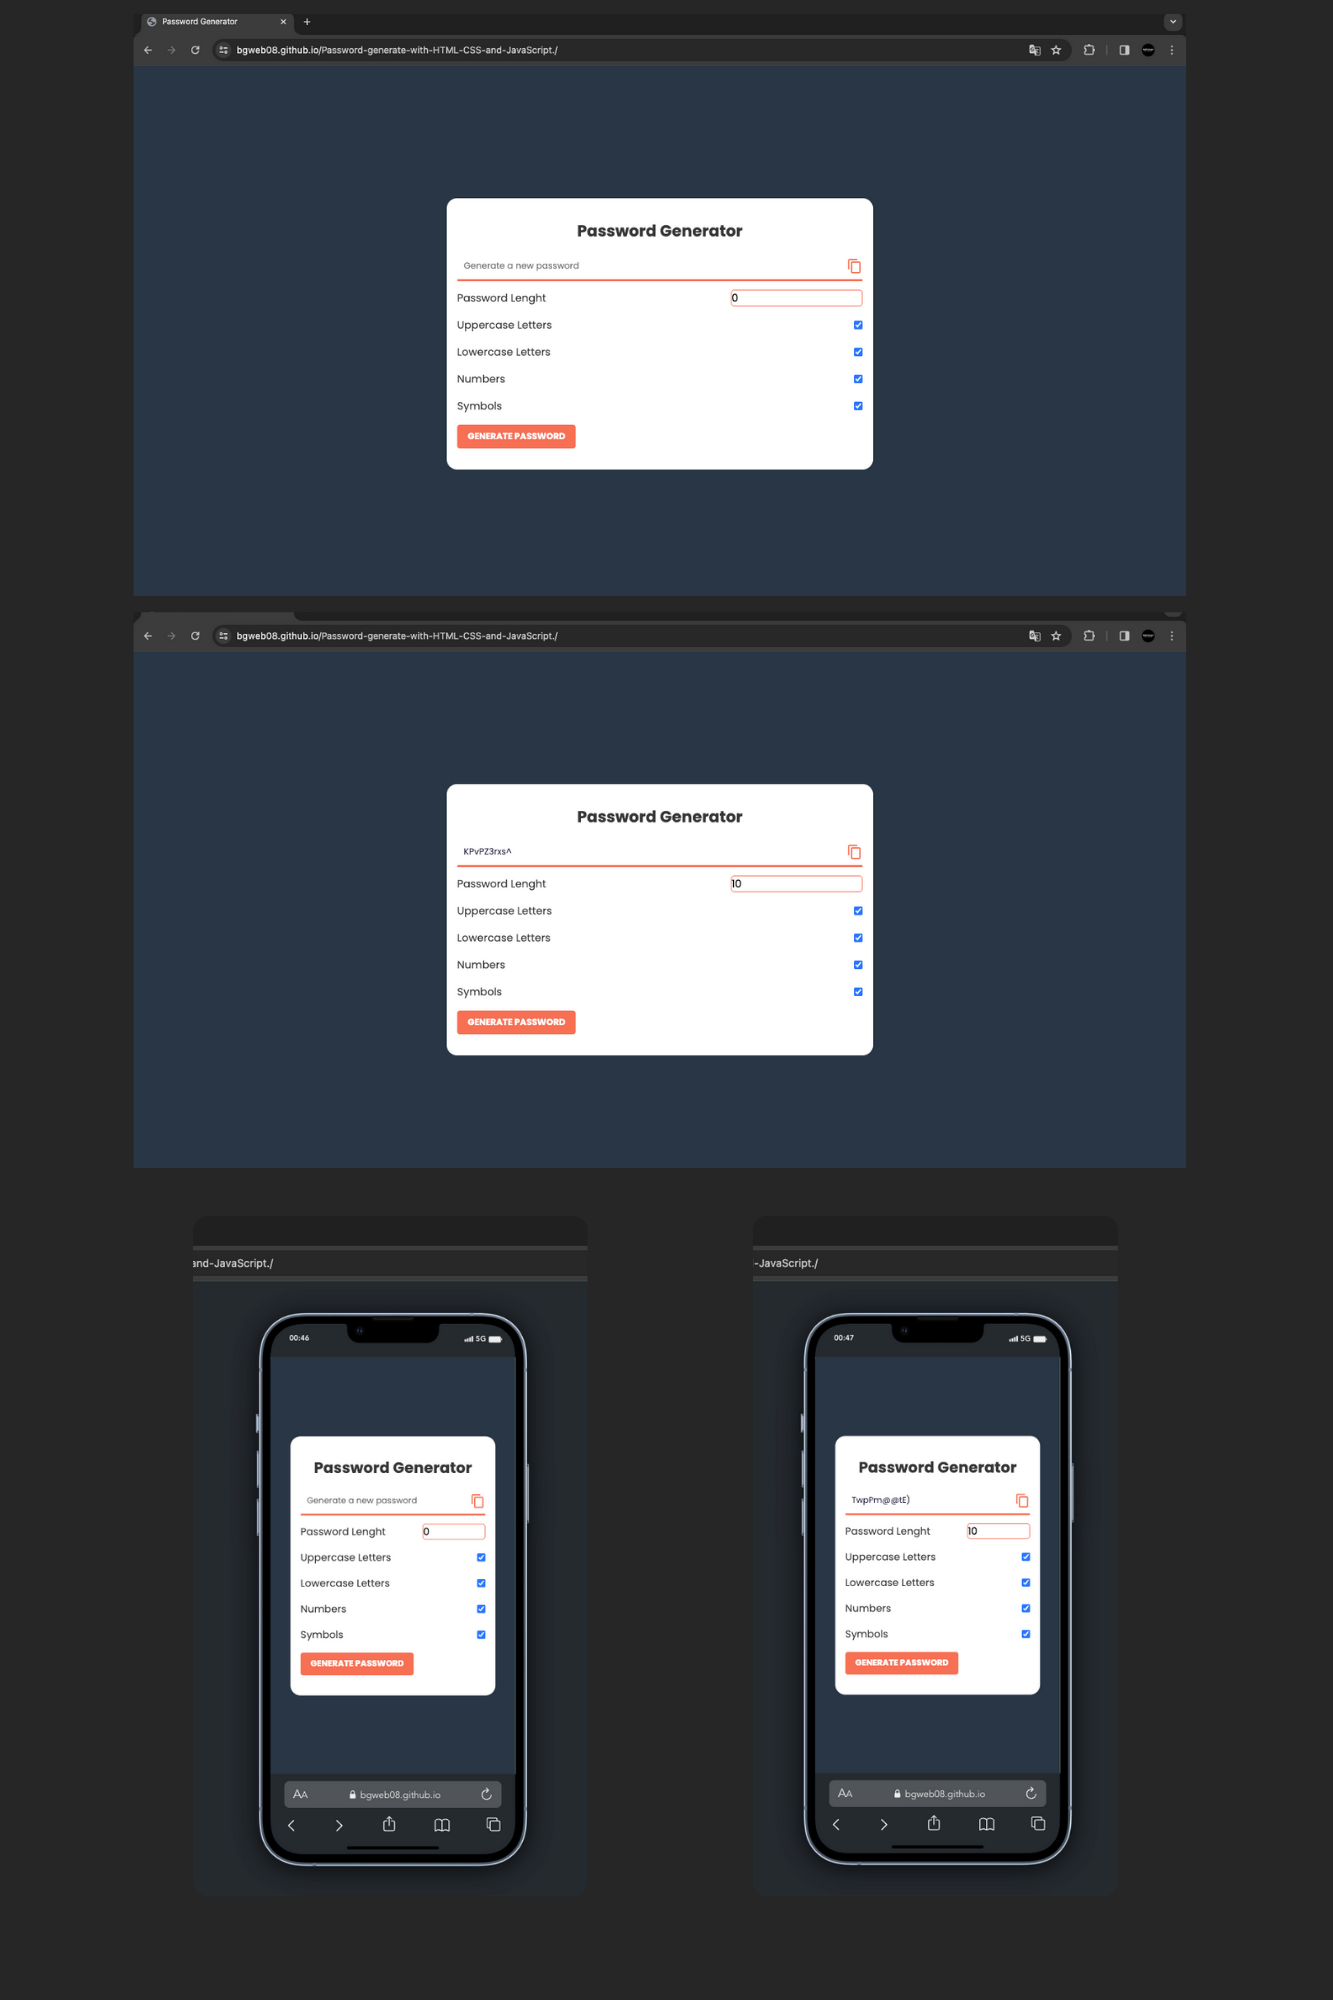 Password Generator
bgweb08.github.io/Password-generate-with-HTML-CSS-and-JavaScript./
Password Generator
Generate a new password
Password Lenght 0
Uppercase Letters
Lowercase Letters
Numbers
Symbols
GENERATE PASSWORD
bgweb08.github.io/Password-generate-with-HTML-CSS-and-JavaScript./
Password Generator
KPvPZ3rxs^
Password Lenght 10
Uppercase Letters
Lowercase Letters
Numbers
Symbols
GENERATE PASSWORD
and-JavaScript./
00:46 5G
Password Generator
Generate a new password
Password Lenght 0
Uppercase Letters
Lowercase Letters
Numbers
Symbols
GENERATE PASSWORD
AA bgweb08.github.io
-JavaScript./
00:47 5G
Password Generator
TwpPm@@tE)
Password Lenght 10
Uppercase Letters
Lowercase Letters
Numbers
Symbols
GENERATE PASSWORD
AA bgweb08.github.io